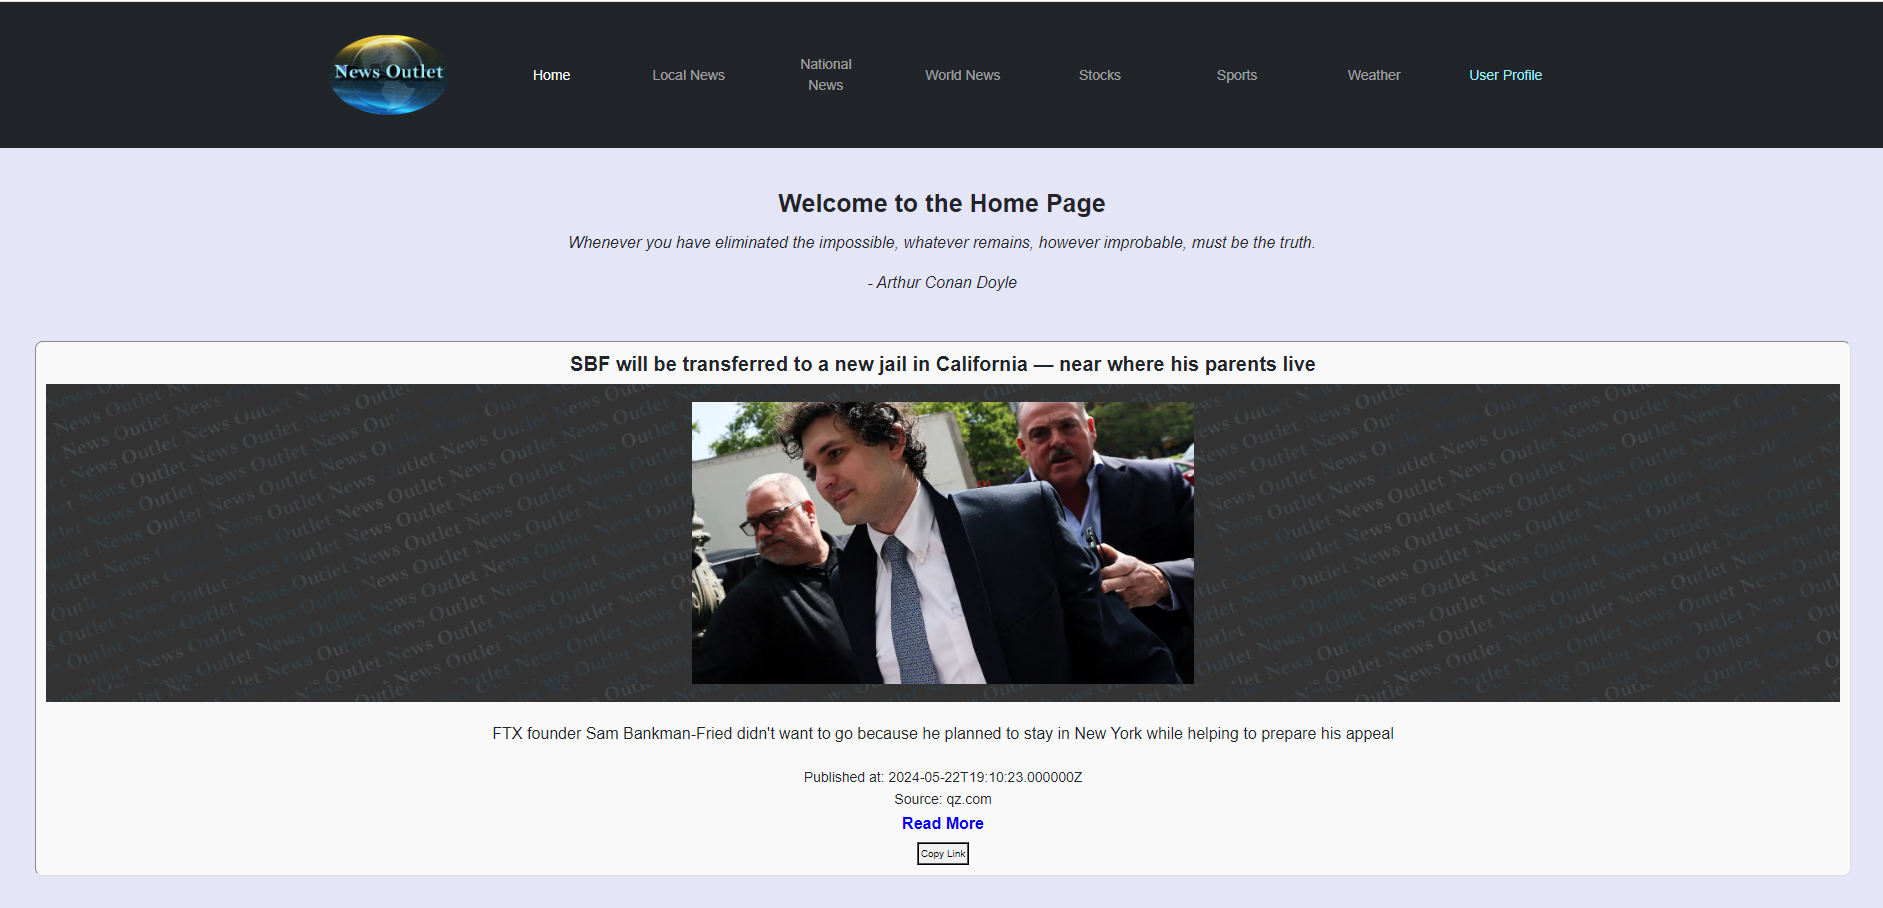 News Outlet
Home
Local News
National
News
World News
Stocks
Sports
Weather
User Profile
Welcome to the Home Page
Whenever you have eliminated the impossible, whatever remains, however improbable, must be the truth.
- Arthur Conan Doyle
SBF will be transferred to a new jail in California — near where his parents live
FTX founder Sam Bankman-Fried didn't want to go because he planned to stay in New York while helping to prepare his appeal
Published at: 2024-05-22T19:10:23.000000Z
Source: qz.com
Read More
Copy Link